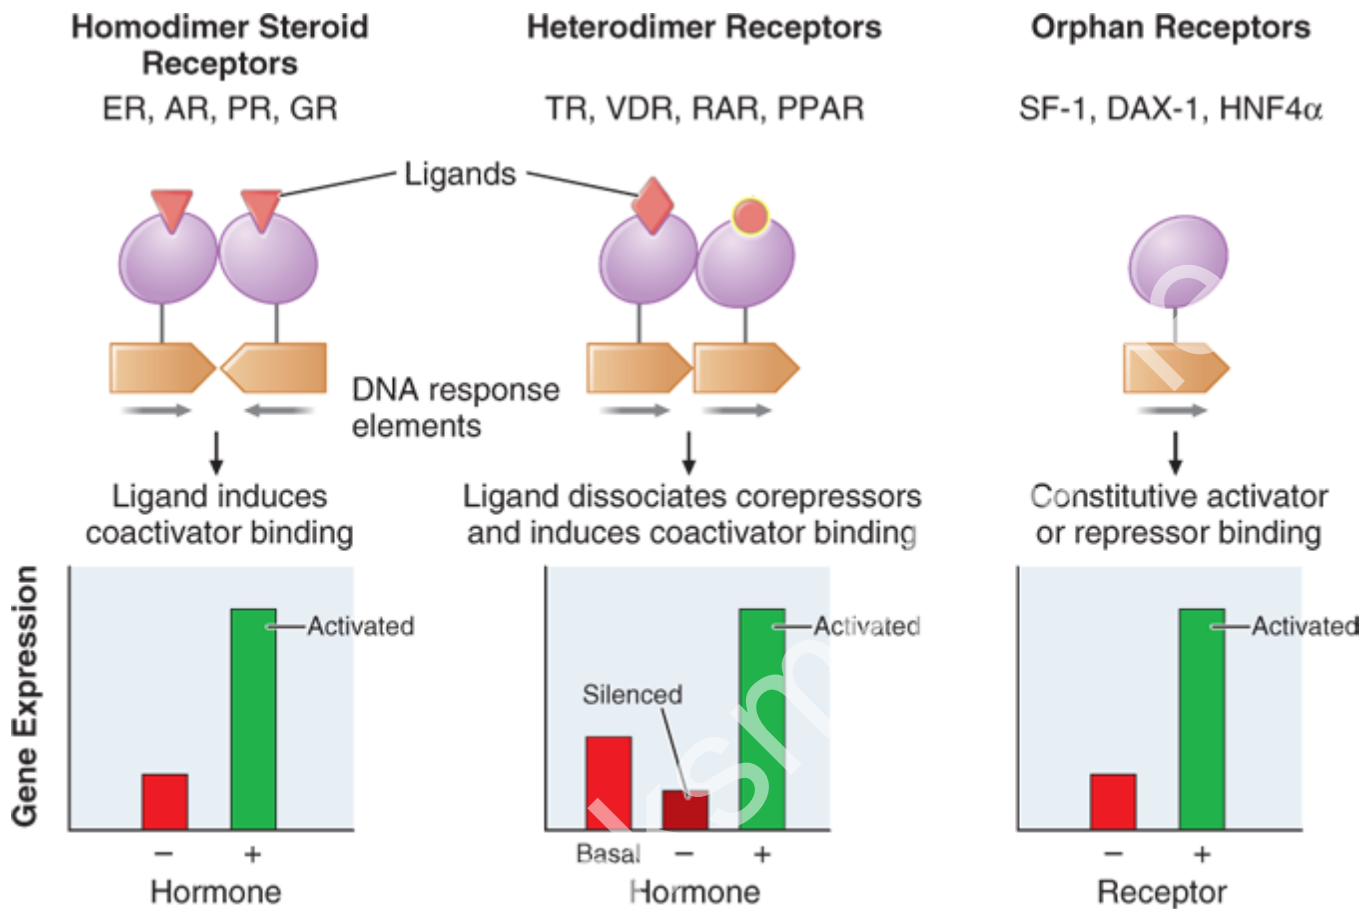 Homodimer Steroid
Receptors
ER, AR, PR, GR
Heterodimer Receptors
TR, VDR, RAR, PPAR
Orphan Receptors
SF-1, DAX-1, HNF4α
Ligands
DNA response
elements
Ligand induces
coactivator binding
Ligand dissociates corepressors
and induces coactivator binding
Constitutive activator
or repressor binding
Gene Expression
Activated
− +
Hormone
Silenced
Activated
Basal − +
Hormone
Activated
− +
Receptor